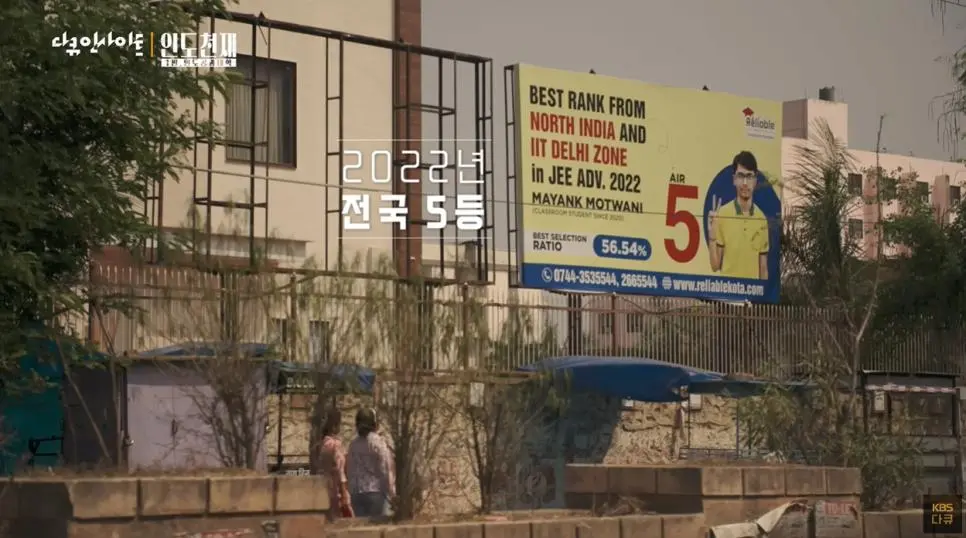 다큐인사이트 | 인도천재
2022년
전국 5등
BEST RANK FROM
NORTH INDIA AND
IIT DELHI ZONE
in JEE ADV. 2022
MAYANK MOTWANI
(CLASSROOM STUDENT SINCE 2020)
AIR
5
Reliable
BEST SELECTION
RATIO
56.54%
0744-3535544, 2665544
www.reliablekota.com
KBS
다큐